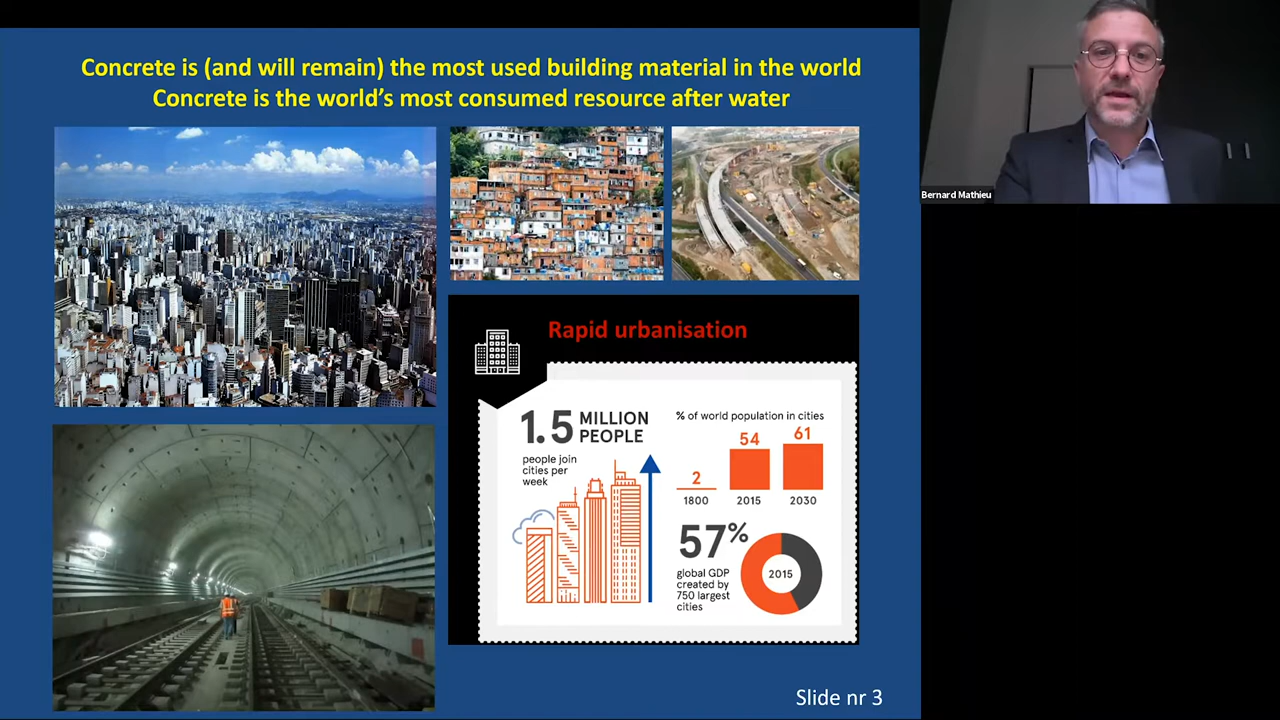 Concrete is (and will remain) the most used building material in the world
Concrete is the world's most consumed resource after water
Bernard Mathieu
Rapid urbanisation
1.5 MILLION
PEOPLE
people join
cities per
week
% of world population in cities
2
54
61
1800
2015
2030
57%
global GDP
created by
750 largest
cities
2015
Slide nr 3